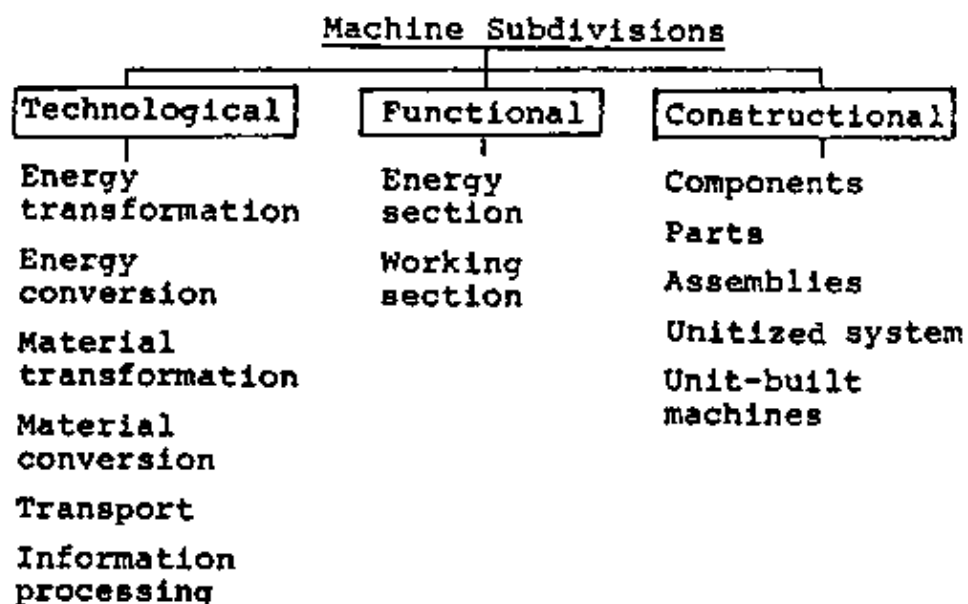 Machine Subdivisions
Technological
Functional
Constructional
Energy
transformation
Energy
conversion
Material
transformation
Material
conversion
Transport
Information
processing
Energy
section
Working
section
Components
Parts
Assemblies
Unitized system
Unit-built
machines